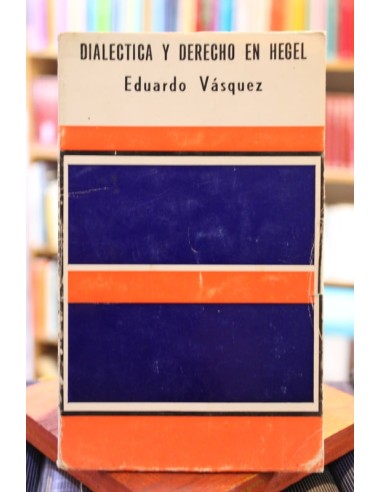 DIALECTICA Y DERECHO EN HEGEL
Eduardo Vásquez